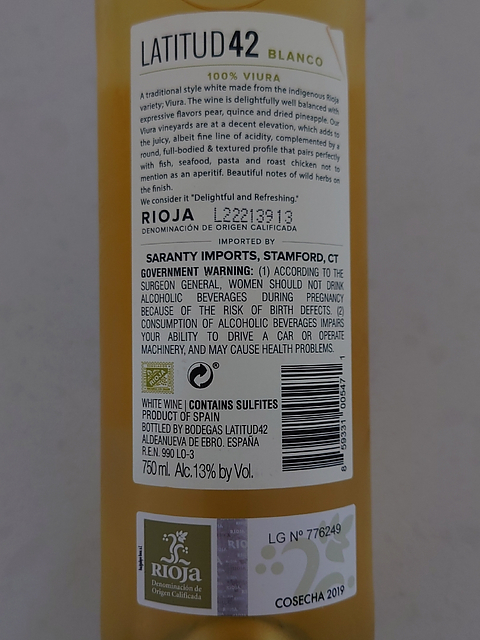 LATITUD42 BLANCO
100% VIURA
A traditional style white made from the indigenous Rioja
variety; Viura. The wine is delightfully well balanced with
expressive flavors pear, quince and dried pineapple. Our
Viura vineyards are at a decent elevation, which adds to
the juicy, albeit fine line of acidity, complemented by a
round, full-bodied & textured profile that pairs perfectly
with fish, seafood, pasta and roast chicken not to
mention as an aperitif. Beautiful notes of wild herbs on
the finish.
We consider it "Delightful and Refreshing."
RIOJA L22213913
DENOMINACIÓN DE ORIGEN CALIFICADA
IMPORTED BY
SARANTY IMPORTS, STAMFORD, CT
GOVERNMENT WARNING: (1) ACCORDING TO THE
SURGEON GENERAL, WOMEN SHOULD NOT DRINK
ALCOHOLIC BEVERAGES DURING PREGNANCY
BECAUSE OF THE RISK OF BIRTH DEFECTS. (2)
CONSUMPTION OF ALCOHOLIC BEVERAGES IMPAIRS
YOUR ABILITY TO DRIVE A CAR OR OPERATE
MACHINERY, AND MAY CAUSE HEALTH PROBLEMS.
WHITE WINE | CONTAINS SULFITES
PRODUCT OF SPAIN
BOTTLED BY BODEGAS LATITUD42
ALDEANUEVA DE EBRO. ESPAÑA
R.E.N. 990 LO-3
750 ml. Alc.13% by Vol.
8 59331 00547 1
RIOJA
Denominación de
Origen Calificada
LG Nº 776249
COSECHA 2019